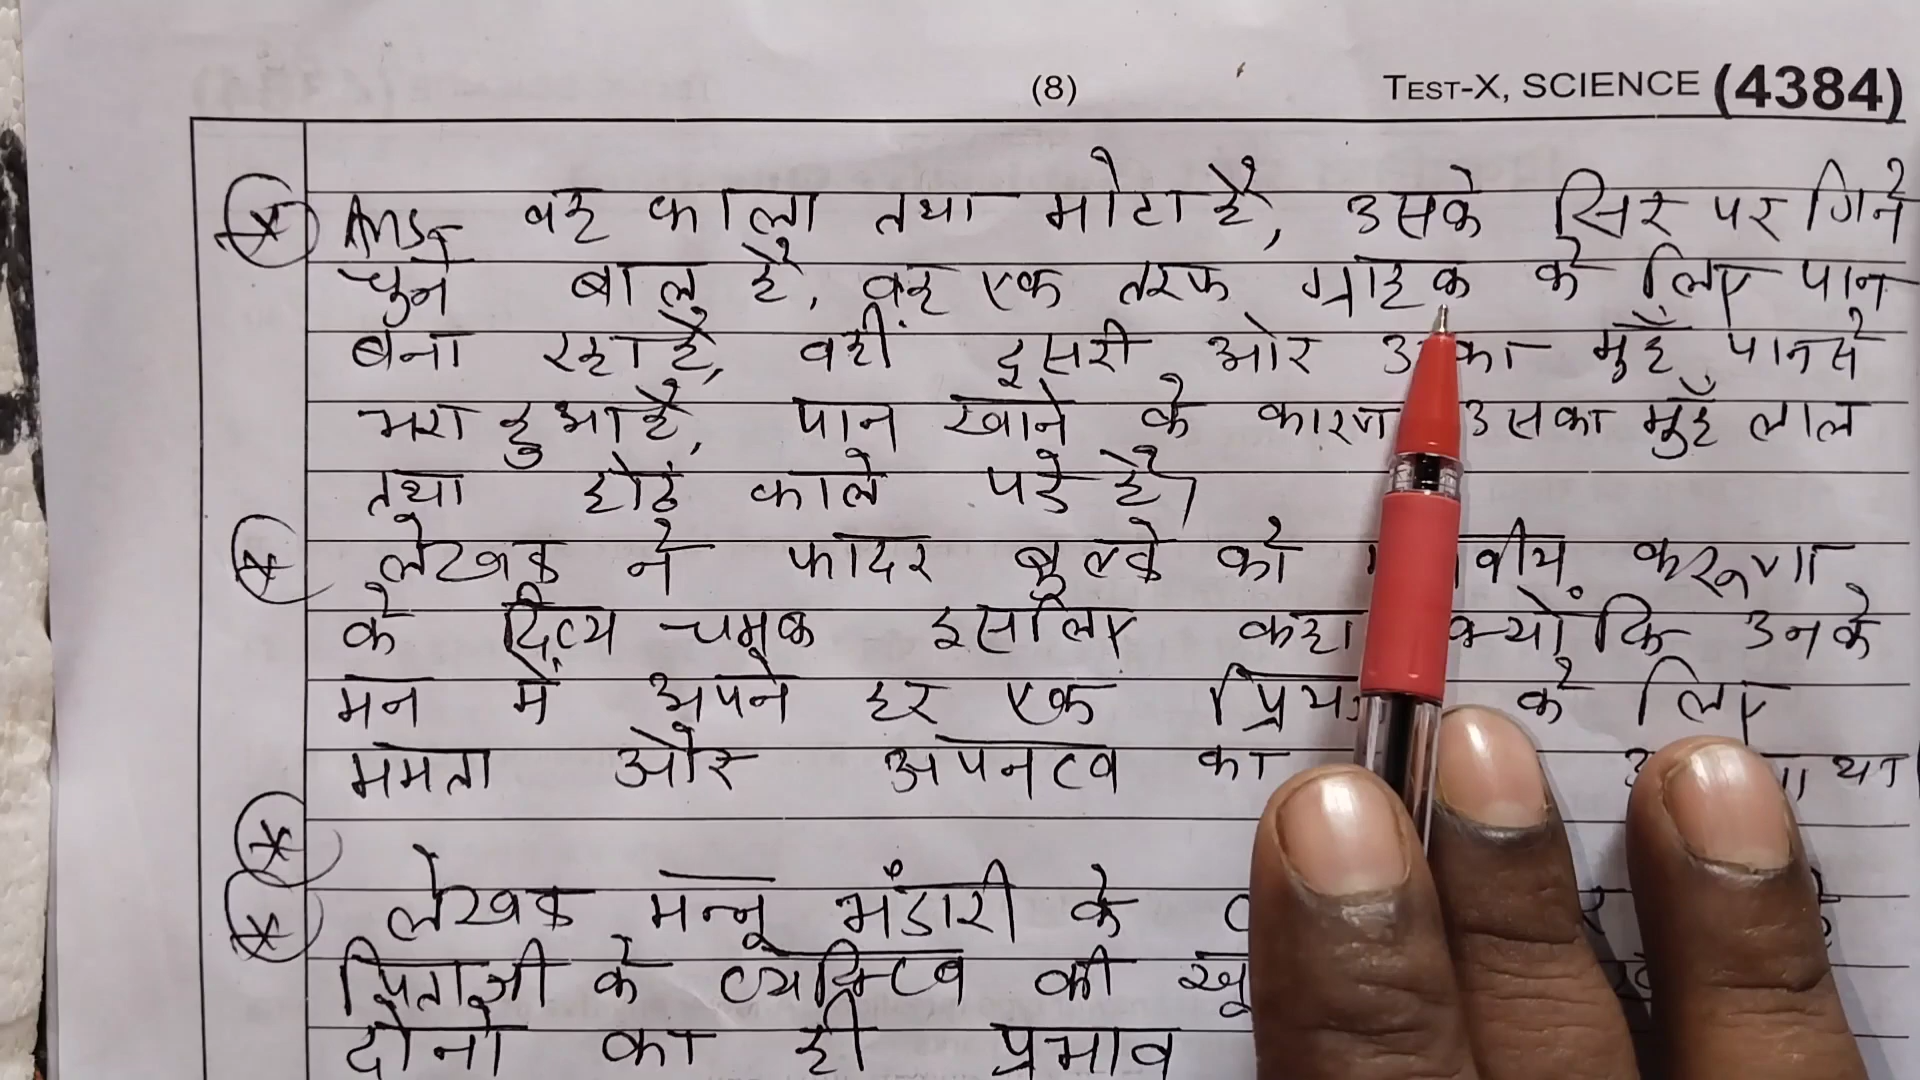 (8) TEST-X, SCIENCE (4384)
Ans- वह काला तथा मोटा है, उसके सिर पर गिने
चुने बाल है, वह एक तरफ ग्राहक के लिए पान
बना रहा है, वहीं दूसरी ओर मुहँ पान से
भरा हुआ है, पान खाने के कारण उसका मुहँ लाल
तथा होठं काले पडे है।
लेखक ने फादर बुल्के को करूणा
के दिव्य चमक इसलिए कहा क्यों कि उनके
मन में अपने हर एक के लिए
ममता और अपनत्व का था
लेखक मन्नू भंडारी के
पिताजी के व्यक्तित्व की
दोनो का ही प्रभाव